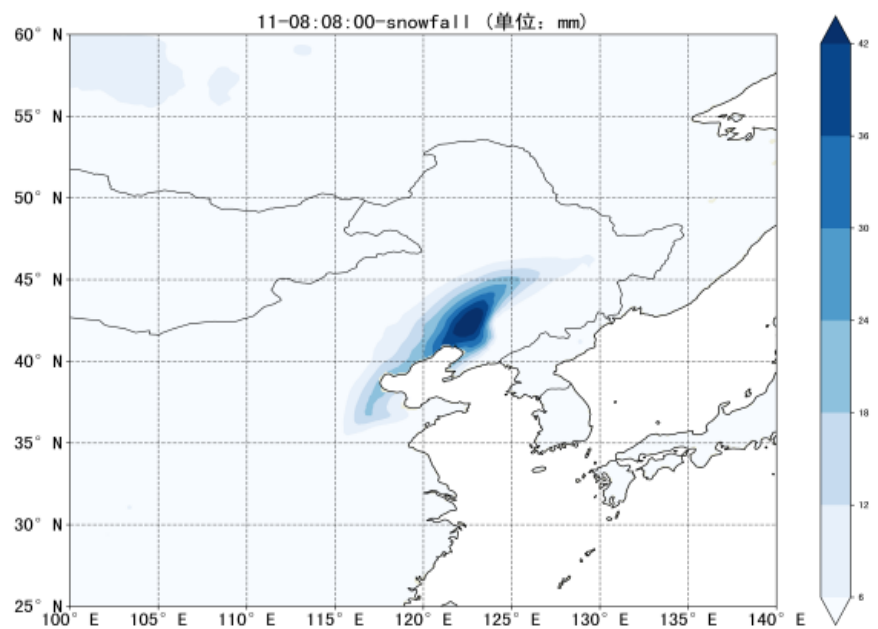 11-08:08:00-snowfall (单位: mm)
60° N
55° N
50° N
45° N
40° N
35° N
30° N
25° N
100° E 105° E 110° E 115° E 120° E 125° E 130° E 135° E 140° E
42
36
30
24
18
12
6